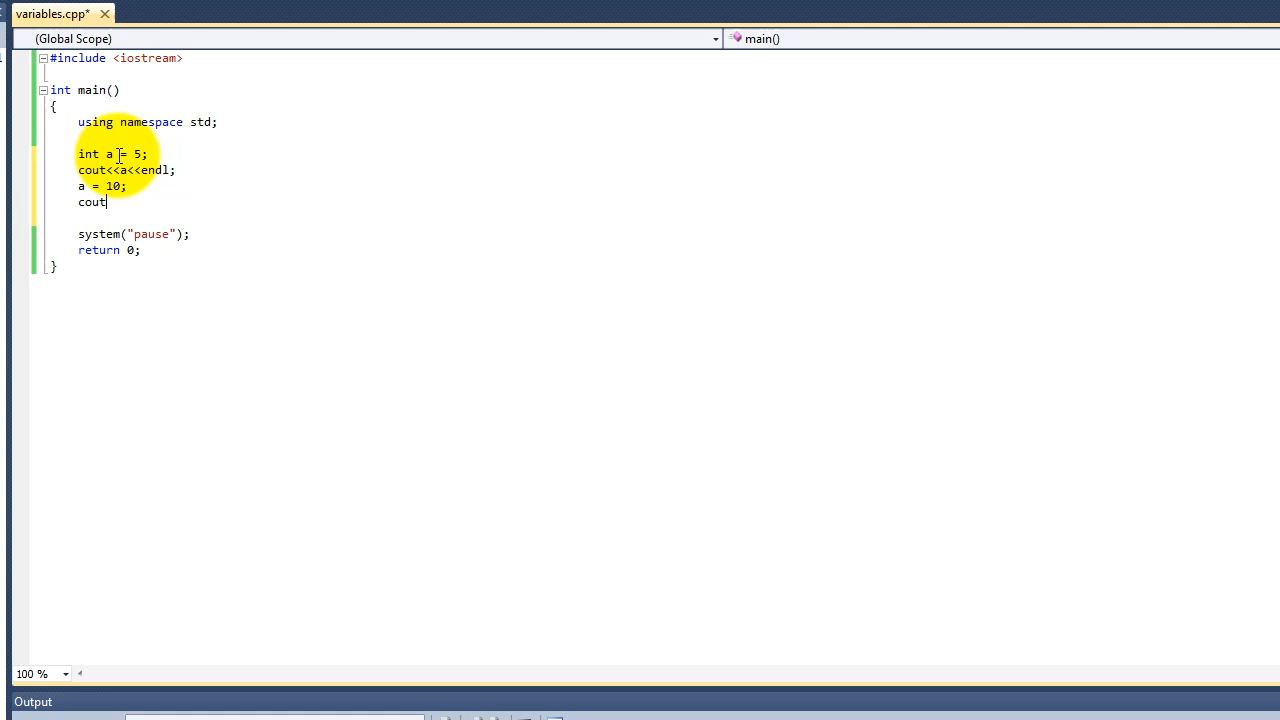 variables.cpp*
(Global Scope) main()
#include <iostream>
int main()
{
using namespace std;
int a = 5;
cout<<a<<endl;
a = 10;
cout
system("pause");
return 0;
}
100 %
Output